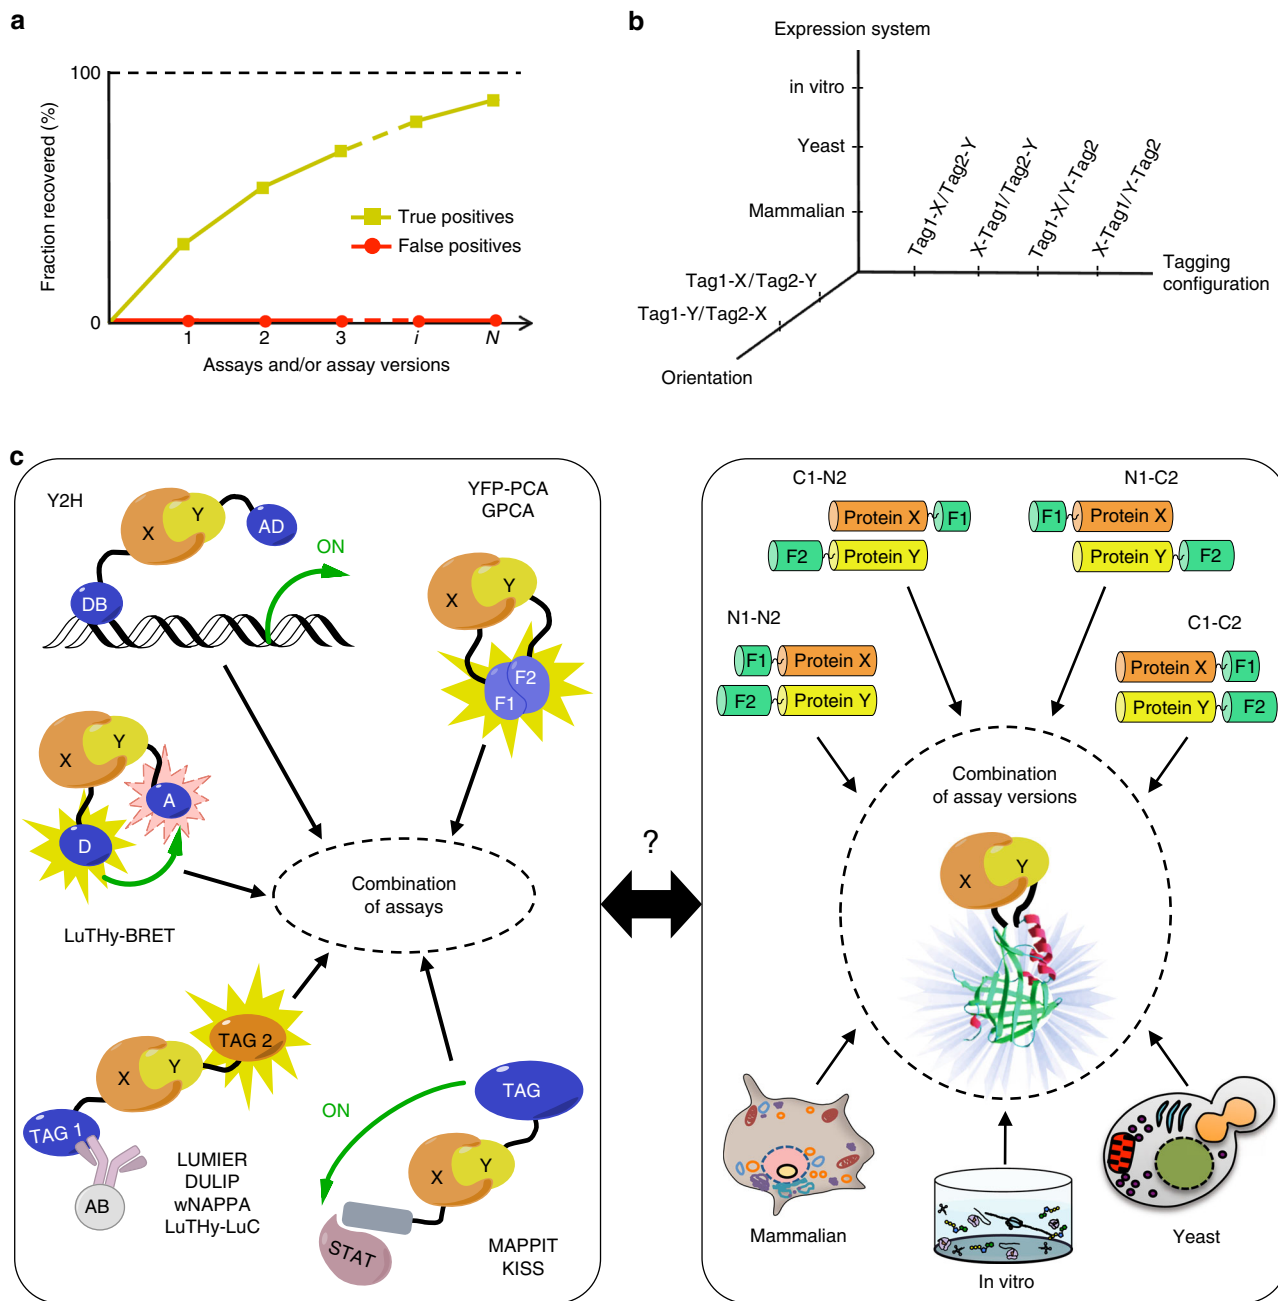 a
100
Fraction recovered (%)
0
True positives
False positives
1 2 3 i N
Assays and/or assay versions
b
Expression system
in vitro
Yeast
Mammalian
Tag1-X/Tag2-Y
X-Tag1/Tag2-Y
Tag1-X/Y-Tag2
X-Tag1/Y-Tag2
Tagging
configuration
Tag1-X/Tag2-Y
Tag1-Y/Tag2-X
Orientation
c
Y2H
X
Y
AD
DB
ON
YFP-PCA
GPCA
X
Y
F2
F1
X
Y
A
D
LuTHy-BRET
Combination
of assays
TAG 2
X
Y
TAG 1
AB
LUMIER
DULIP
wNAPPA
LuTHy-LuC
ON
TAG
X
Y
STAT
MAPPIT
KISS
?
C1-N2
Protein X
F1
F2
Protein Y
N1-C2
F1
Protein X
Protein Y
F2
N1-N2
F1
Protein X
F2
Protein Y
C1-C2
Protein X
F1
Protein Y
F2
Combination
of assay versions
X
Y
Mammalian
In vitro
Yeast